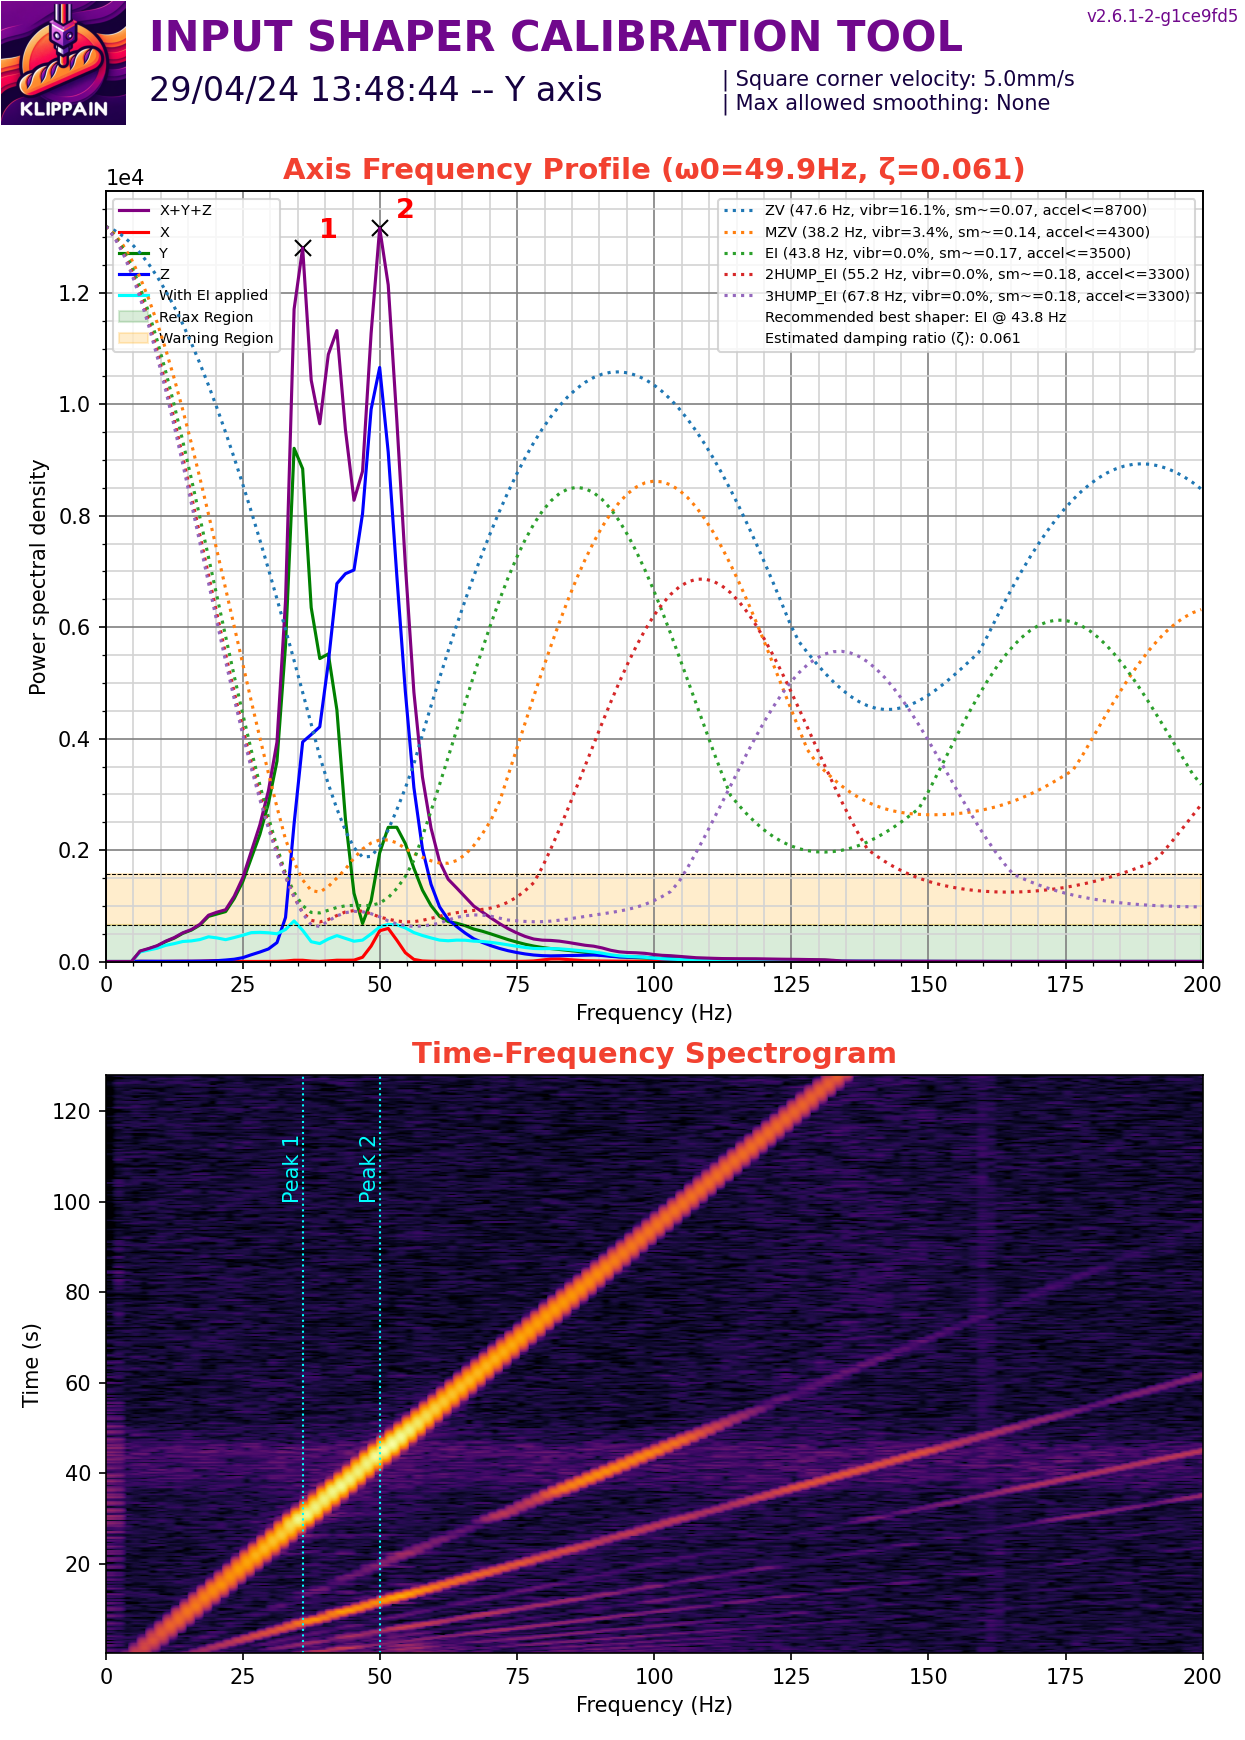 v2.6.1-2-g1ce9fd5
INPUT SHAPER CALIBRATION TOOL
29/04/24 13:48:44 -- Y axis
| Square corner velocity: 5.0mm/s
| Max allowed smoothing: None
KLIPPAIN
Axis Frequency Profile (ω0=49.9Hz, ζ=0.061)
1e4
X+Y+Z
X
Y
Z
With EI applied
Relax Region
Warning Region
1
2
ZV (47.6 Hz, vibr=16.1%, sm~=0.07, accel<=8700)
MZV (38.2 Hz, vibr=3.4%, sm~=0.14, accel<=4300)
EI (43.8 Hz, vibr=0.0%, sm~=0.17, accel<=3500)
2HUMP_EI (55.2 Hz, vibr=0.0%, sm~=0.18, accel<=3300)
3HUMP_EI (67.8 Hz, vibr=0.0%, sm~=0.18, accel<=3300)
Recommended best shaper: EI @ 43.8 Hz
Estimated damping ratio (ζ): 0.061
Power spectral density
1.2
1.0
0.8
0.6
0.4
0.2
0.0
0 25 50 75 100 125 150 175 200
Frequency (Hz)
Time-Frequency Spectrogram
Time (s)
120
100
80
60
40
20
Peak 1
Peak 2
0 25 50 75 100 125 150 175 200
Frequency (Hz)